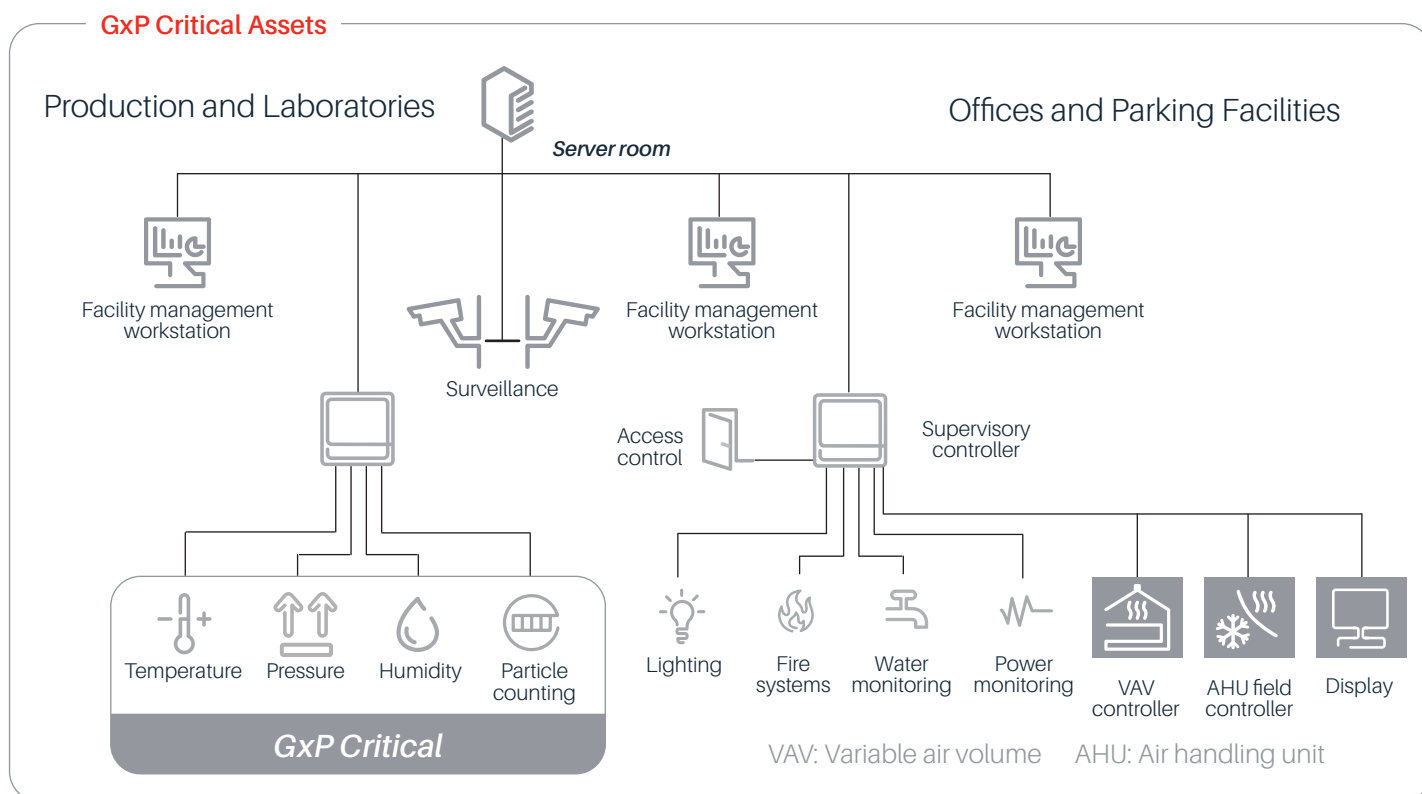 GxP Critical Assets
Production and Laboratories
Offices and Parking Facilities
Server room
Facility management
workstation
Facility management
workstation
Facility management
workstation
Surveillance
Access
control
Supervisory
controller
Temperature
Pressure
Humidity
Particle
counting
GxP Critical
Lighting
Fire
systems
Water
monitoring
Power
monitoring
VAV
controller
AHU field
controller
Display
VAV: Variable air volume
AHU: Air handling unit